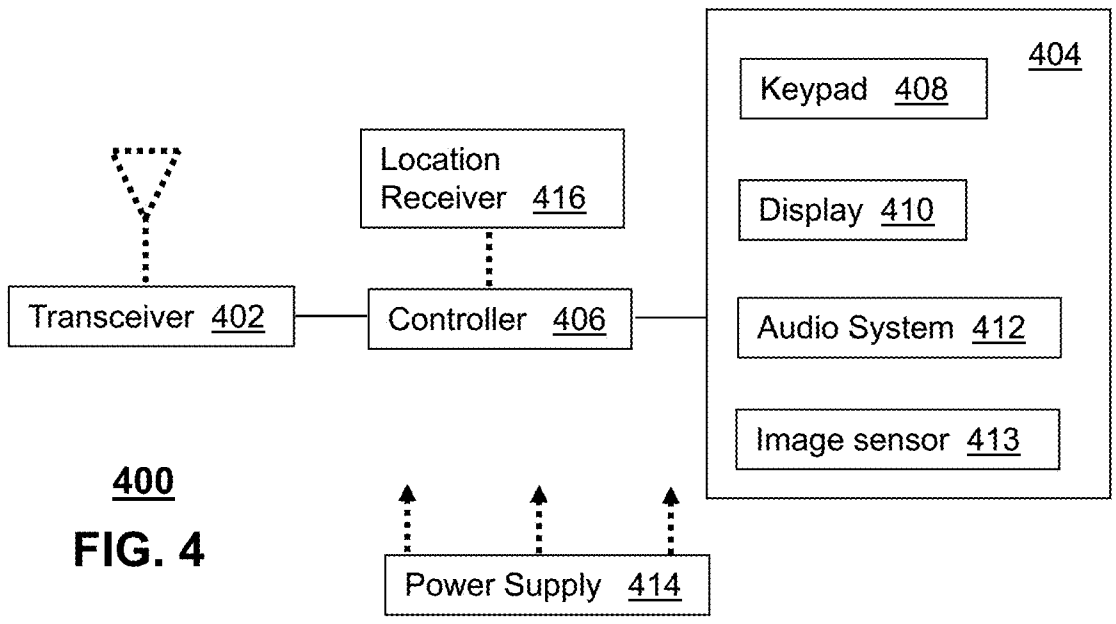 404
Keypad 408
Location
Receiver 416
Display 410
Transceiver 402
Controller 406
Audio System 412
Image sensor 413
400
FIG. 4
Power Supply 414